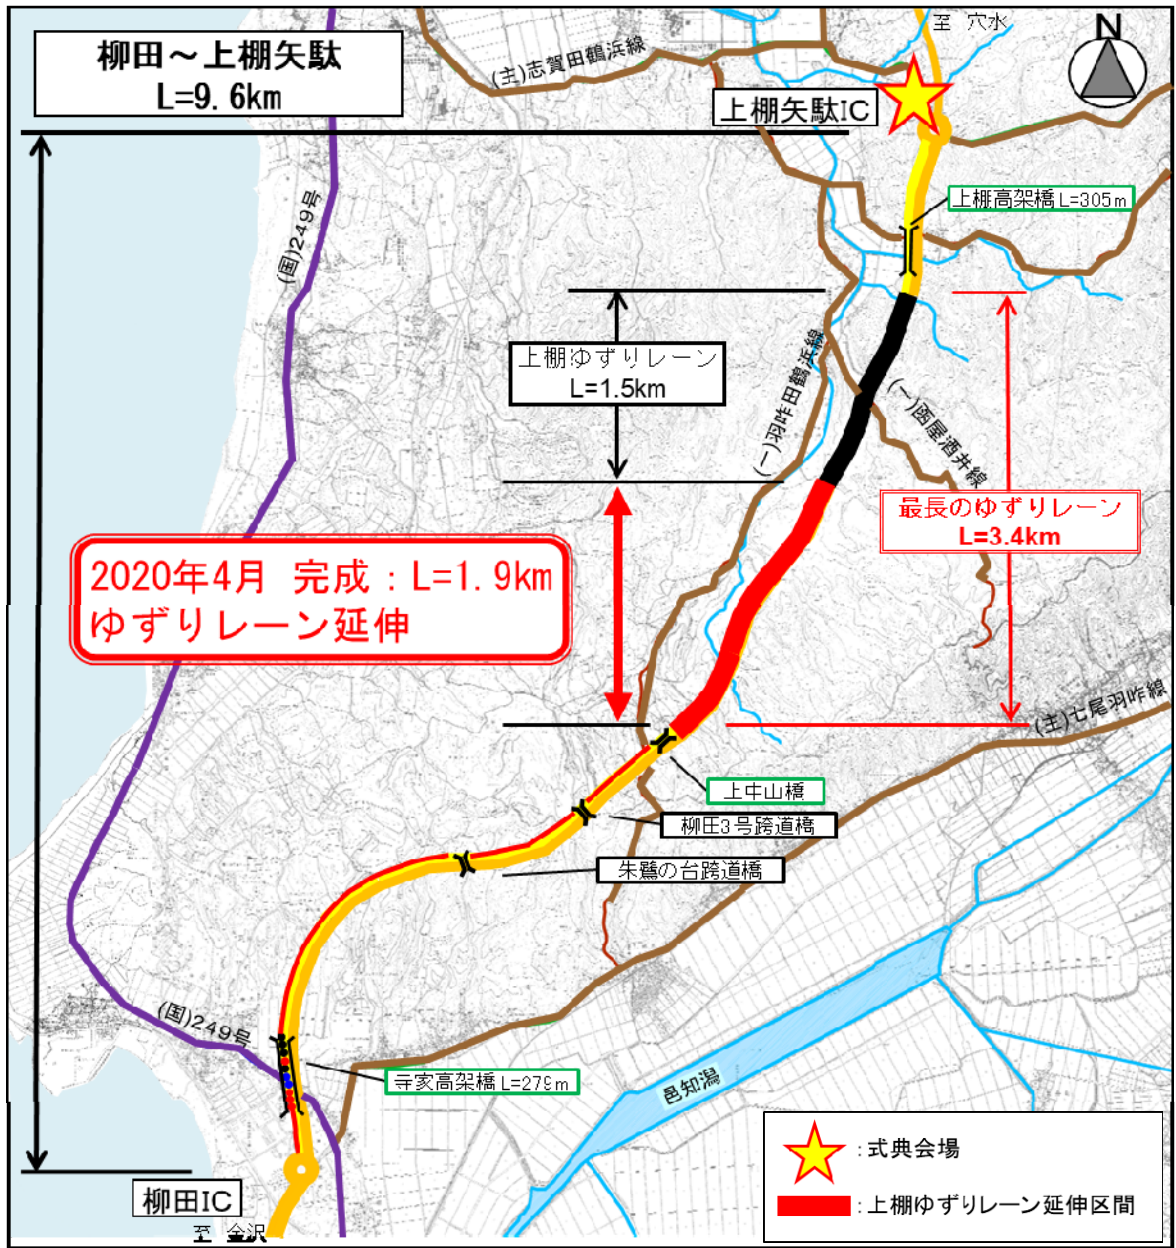 柳田～上棚矢駄
L=9.6km
至 穴水
N
(主)志賀田鶴浜線
上棚矢駄IC
上棚高架橋 L=305m
(国)249号
上棚ゆずりレーン
L=1.5km
(一)羽咋田鶴浜線
酒井線
最長のゆずりレーン
L=3.4km
2020年4月 完成：L=1.9km
ゆずりレーン延伸
(主)七尾羽咋線
上中山橋
柳田3号跨道橋
朱鷺の台跨道橋
(国)249号
寺家高架橋
邑知潟
柳田IC
至 金沢
：式典会場
：上棚ゆずりレーン延伸区間